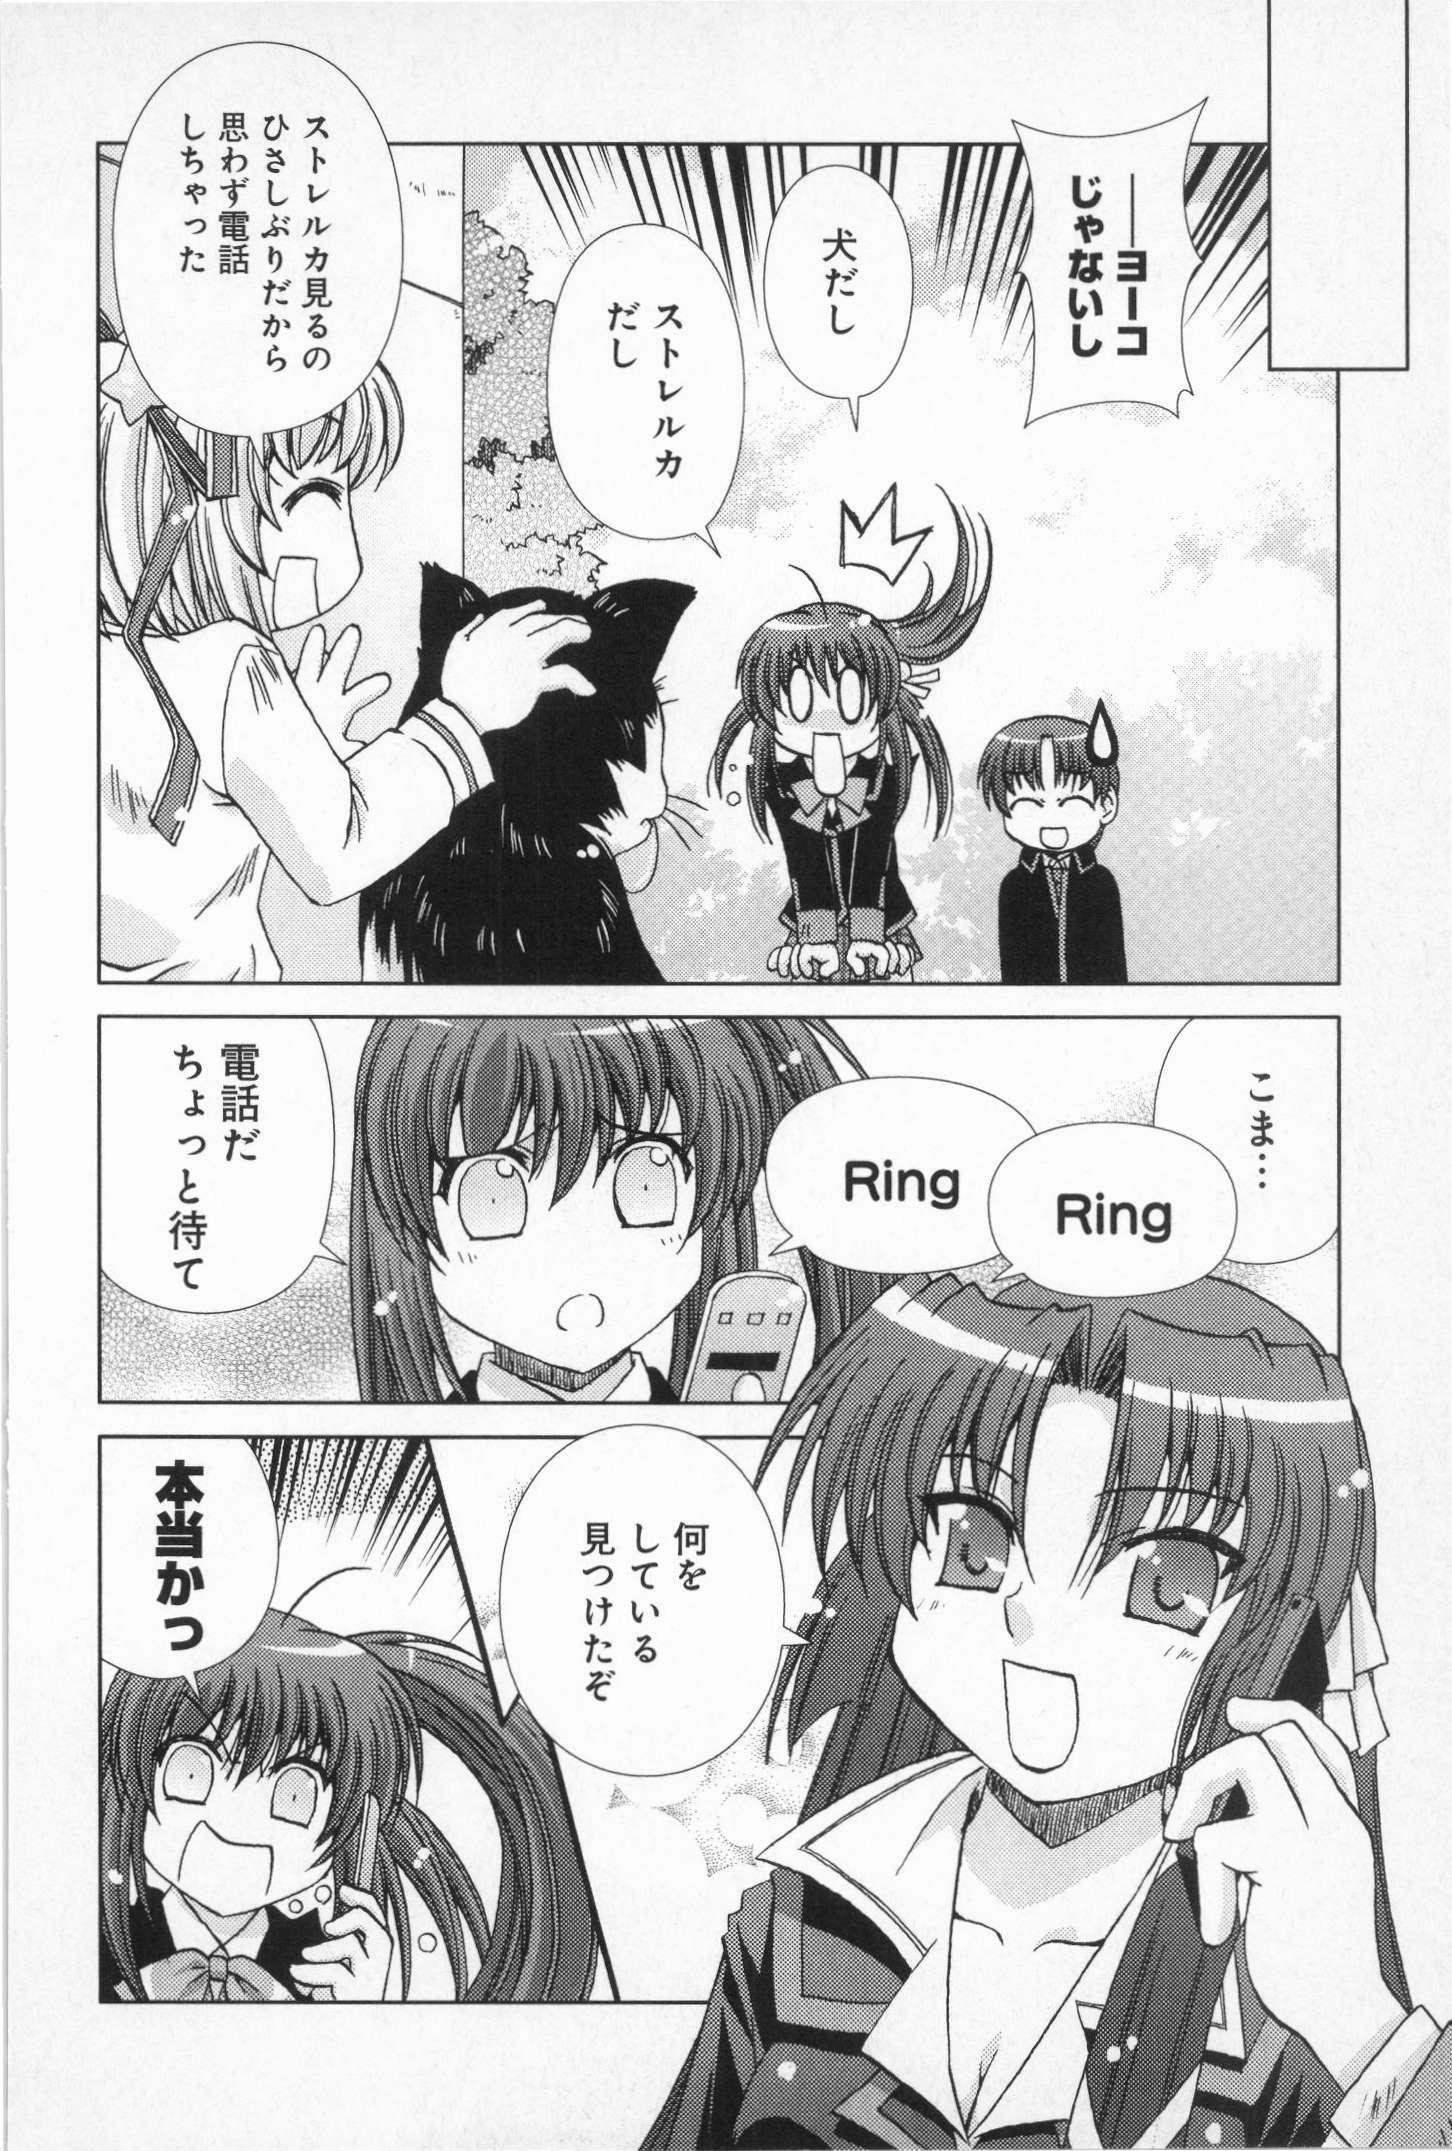 ――ヨーコ
じゃないし
犬だし
ストレルカ
だし
ストレルカ見るの
ひさしぶりだから
思わず電話
しちゃった
こま…
Ring
Ring
電話だ
ちょっと待て
何を
している
見つけたぞ
本当かっ